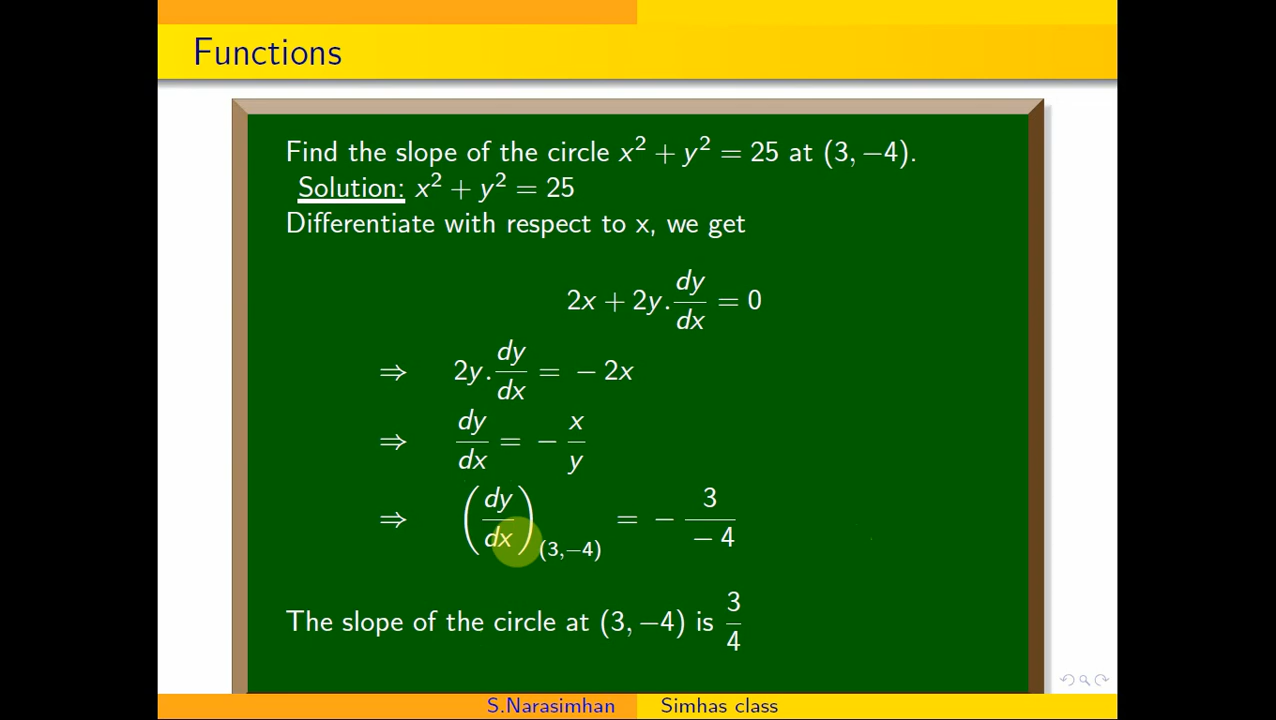 Functions
Find the slope of the circle x² + y² = 25 at (3, −4).
Solution: x² + y² = 25
Differentiate with respect to x, we get
2x + 2y. dy/dx = 0
⇒ 2y. dy/dx = − 2x
⇒ dy/dx = − x/y
⇒ (dy/dx)(3,−4) = − 3/− 4
The slope of the circle at (3, −4) is 3/4
S.Narasimhan Simhas class